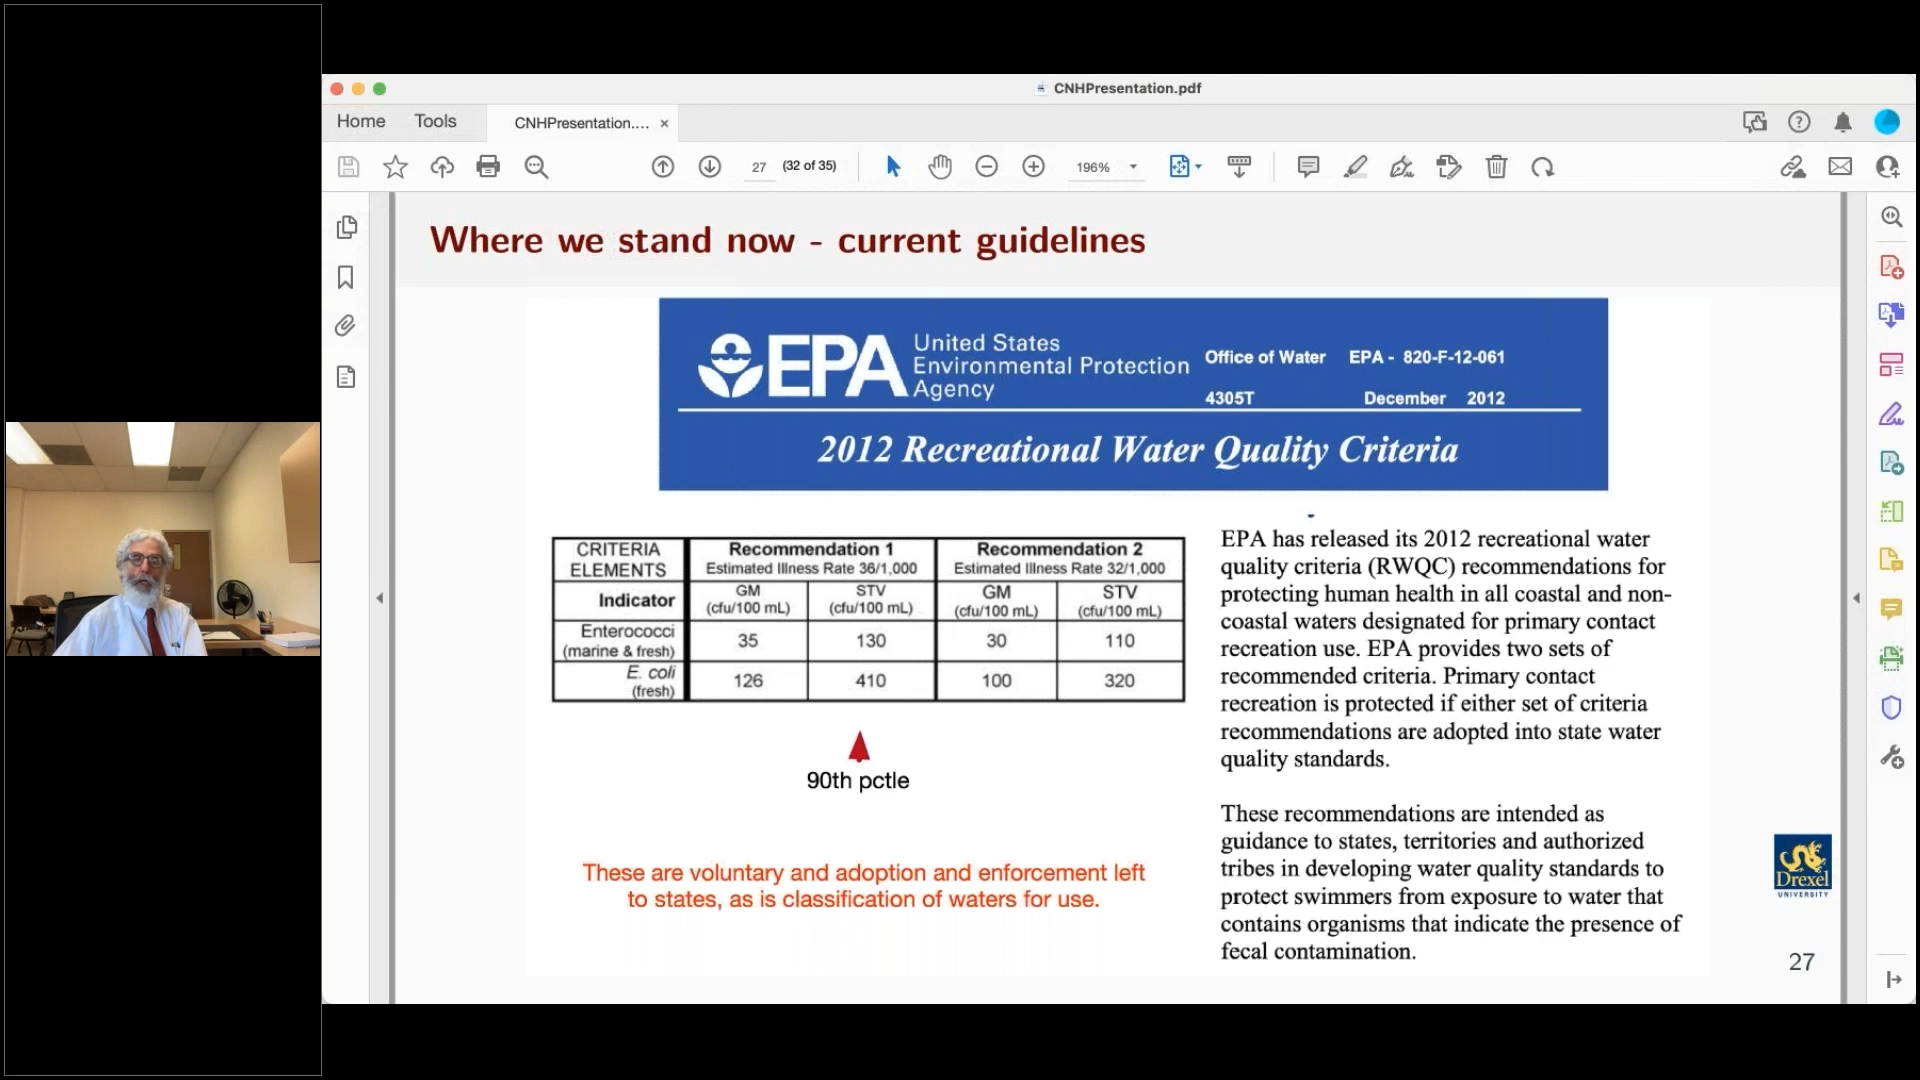 CNHPresentation.pdf
Home
Tools
CNHPresentation....
27
(32 of 35)
196%
Where we stand now - current guidelines
EPA
United States
Environmental Protection
Agency
Office of Water EPA - 820-F-12-061
4305T December 2012
2012 Recreational Water Quality Criteria
CRITERIA ELEMENTS Recommendation 1 Estimated Illness Rate 36/1,000 Recommendation 2 Estimated Illness Rate 32/1,000
Indicator GM (cfu/100 mL) STV (cfu/100 mL) GM (cfu/100 mL) STV (cfu/100 mL)
Enterococci (marine & fresh) 35 130 30 110
E. coli (fresh) 126 410 100 320
90th pctle
These are voluntary and adoption and enforcement left
to states, as is classification of waters for use.
EPA has released its 2012 recreational water
quality criteria (RWQC) recommendations for
protecting human health in all coastal and non-
coastal waters designated for primary contact
recreation use. EPA provides two sets of
recommended criteria. Primary contact
recreation is protected if either set of criteria
recommendations are adopted into state water
quality standards.
These recommendations are intended as
guidance to states, territories and authorized
tribes in developing water quality standards to
protect swimmers from exposure to water that
contains organisms that indicate the presence of
fecal contamination.
Drexel
UNIVERSITY
27